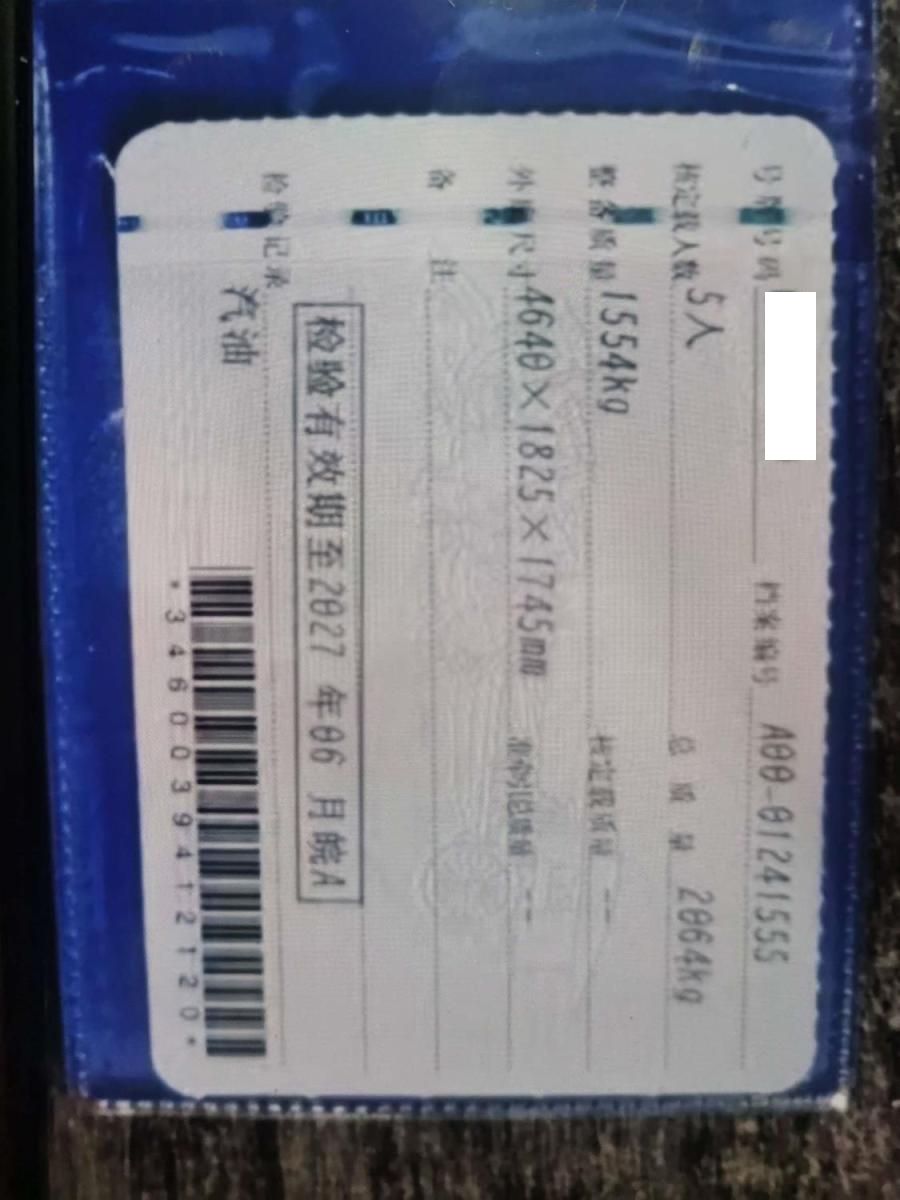 号牌号码 档案编号 A00-01241555
核定载人数 5人 总质量 2064kg
整备质量 1554kg 核定载质量 --
外廓尺寸 4640×1825×1745mm 准牵引总质量 --
备注
检验有效期至2027年06月皖A
检验记录
汽油
*3460039412120*